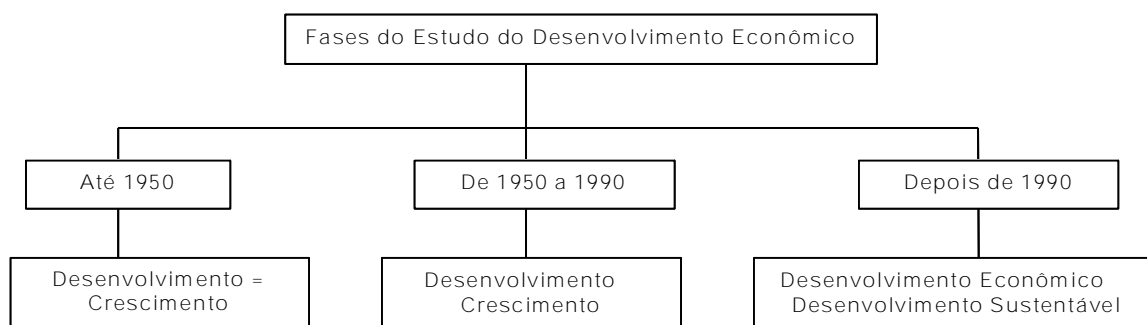 Fases do Estudo do Desenvolvimento Econômico
Até 1950
De 1950 a 1990
Depois de 1990
Desenvolvimento =
Crescimento
Desenvolvimento
Crescimento
Desenvolvimento Econômico
Desenvolvimento Sustentável